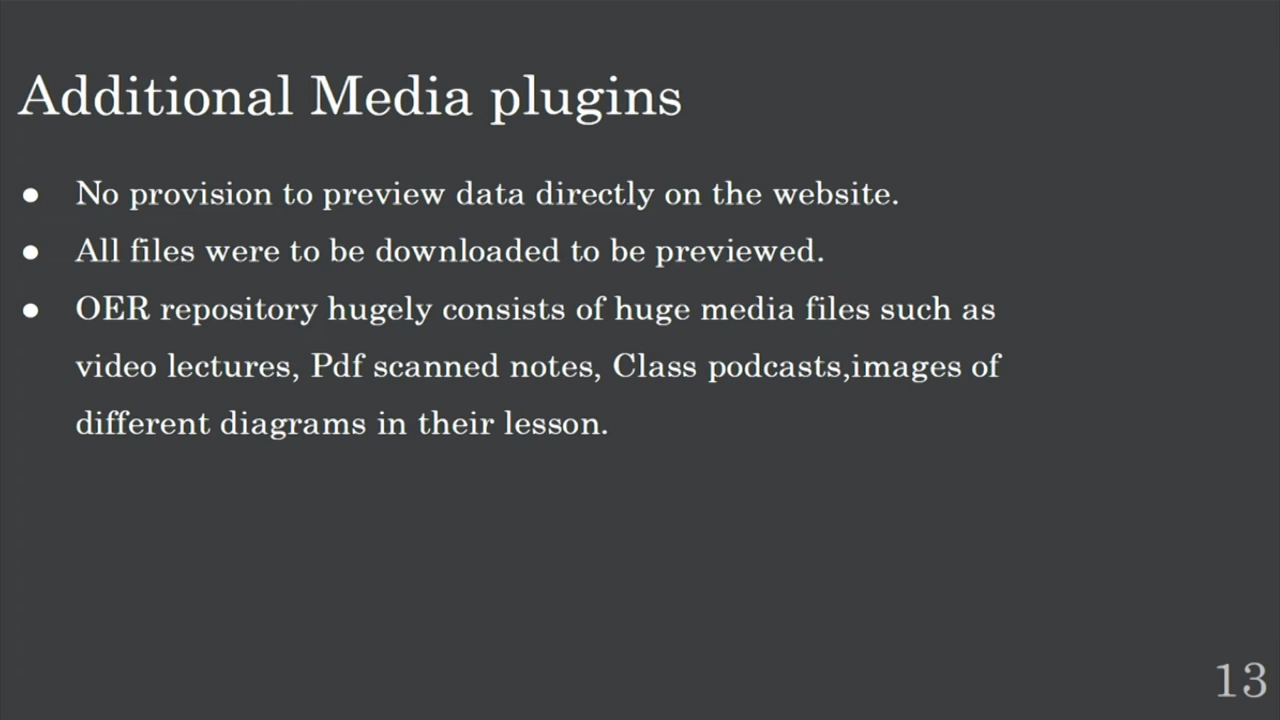 Additional Media plugins
● No provision to preview data directly on the website.
● All files were to be downloaded to be previewed.
● OER repository hugely consists of huge media files such as
video lectures, Pdf scanned notes, Class podcasts,images of
different diagrams in their lesson.
13